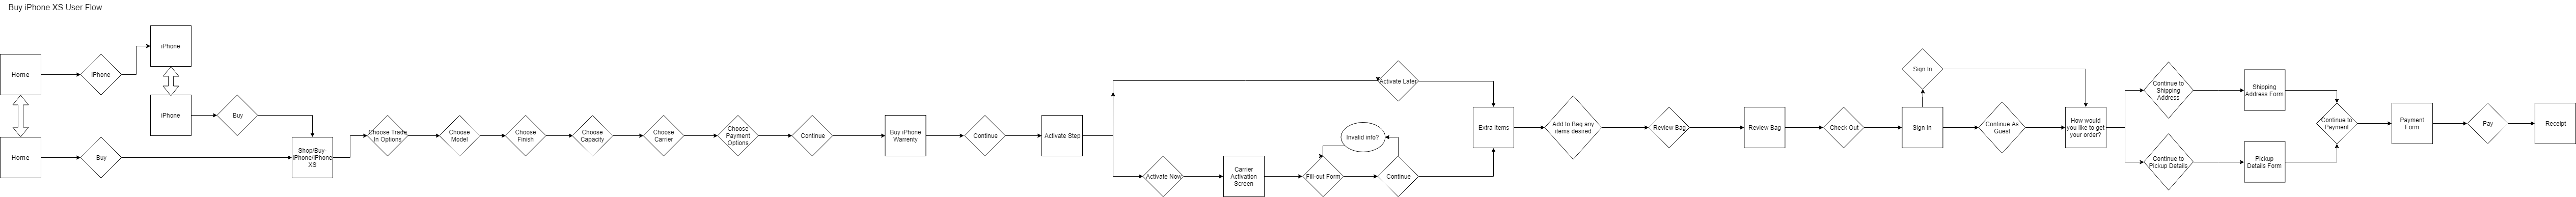 Buy iPhone XS User Flow
Home
iPhone
iPhone
iPhone
Buy
Home
Buy
Shop/Buy-
iPhone/iPhone
XS
Choose Trade
In Options
Choose
Model
Choose
Finish
Choose
Capacity
Choose
Carrier
Choose
Payment
Options
Continue
Buy iPhone
Warrenty
Continue
Activate Step
Activate Later
Activate Now
Carrier
Activation
Screen
Fill-out Form
Invalid info?
Continue
Extra Items
Add to Bag any
items desired
Review Bag
Review Bag
Check Out
Sign In
Sign In
Continue As
Guest
How would
you like to get
your order?
Continue to
Shipping
Address
Shipping
Address Form
Continue to
Pickup Details
Pickup
Details Form
Continue to
Payment
Payment
Form
Pay
Receipt